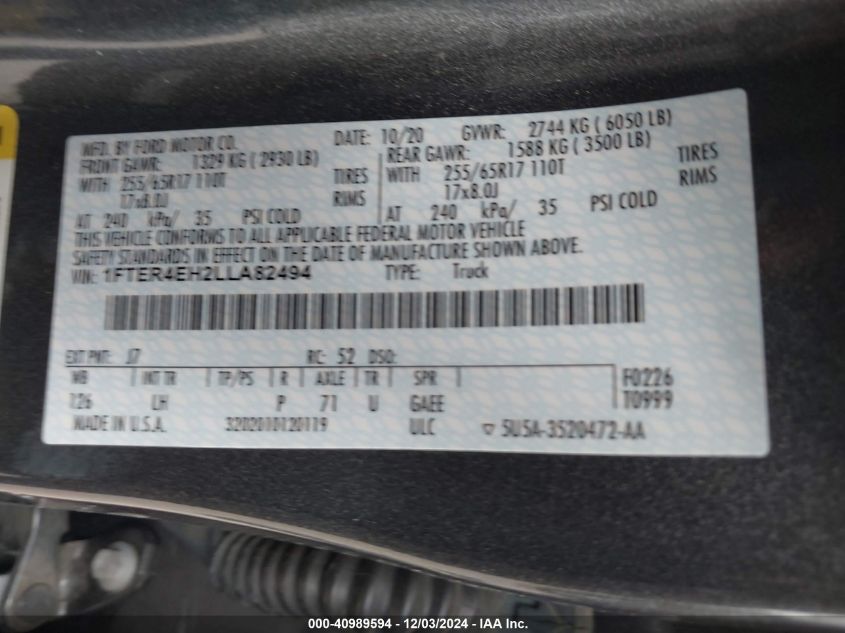 MFD. BY FORD MOTOR CO. DATE: 10/20 GVWR: 2744 KG ( 6050 LB)
FRONT GAWR: 1329 KG ( 2930 LB) REAR GAWR: 1588 KG ( 3500 LB)
WITH 255/65R17 110T TIRES WITH 255/65R17 110T TIRES
17x8.0J RIMS 17x8.0J RIMS
AT 240 kPa/ 35 PSI COLD AT 240 kPa/ 35 PSI COLD
THIS VEHICLE CONFORMS TO ALL APPLICABLE FEDERAL MOTOR VEHICLE
SAFETY STANDARDS IN EFFECT ON THE DATE OF MANUFACTURE SHOWN ABOVE.
VIN: 1FTER4EH2LLA82494 TYPE: Truck
EXT PNT: J7 RC: 52 DSO:
WB INT TR TP/PS R AXLE TR SPR F0226
126 LH P 71 U GAEE T0999
MADE IN U.S.A. 3202010120119 ULC ▽ 5U5A-3520472-AA
000-40989594 - 12/03/2024 - IAA Inc.